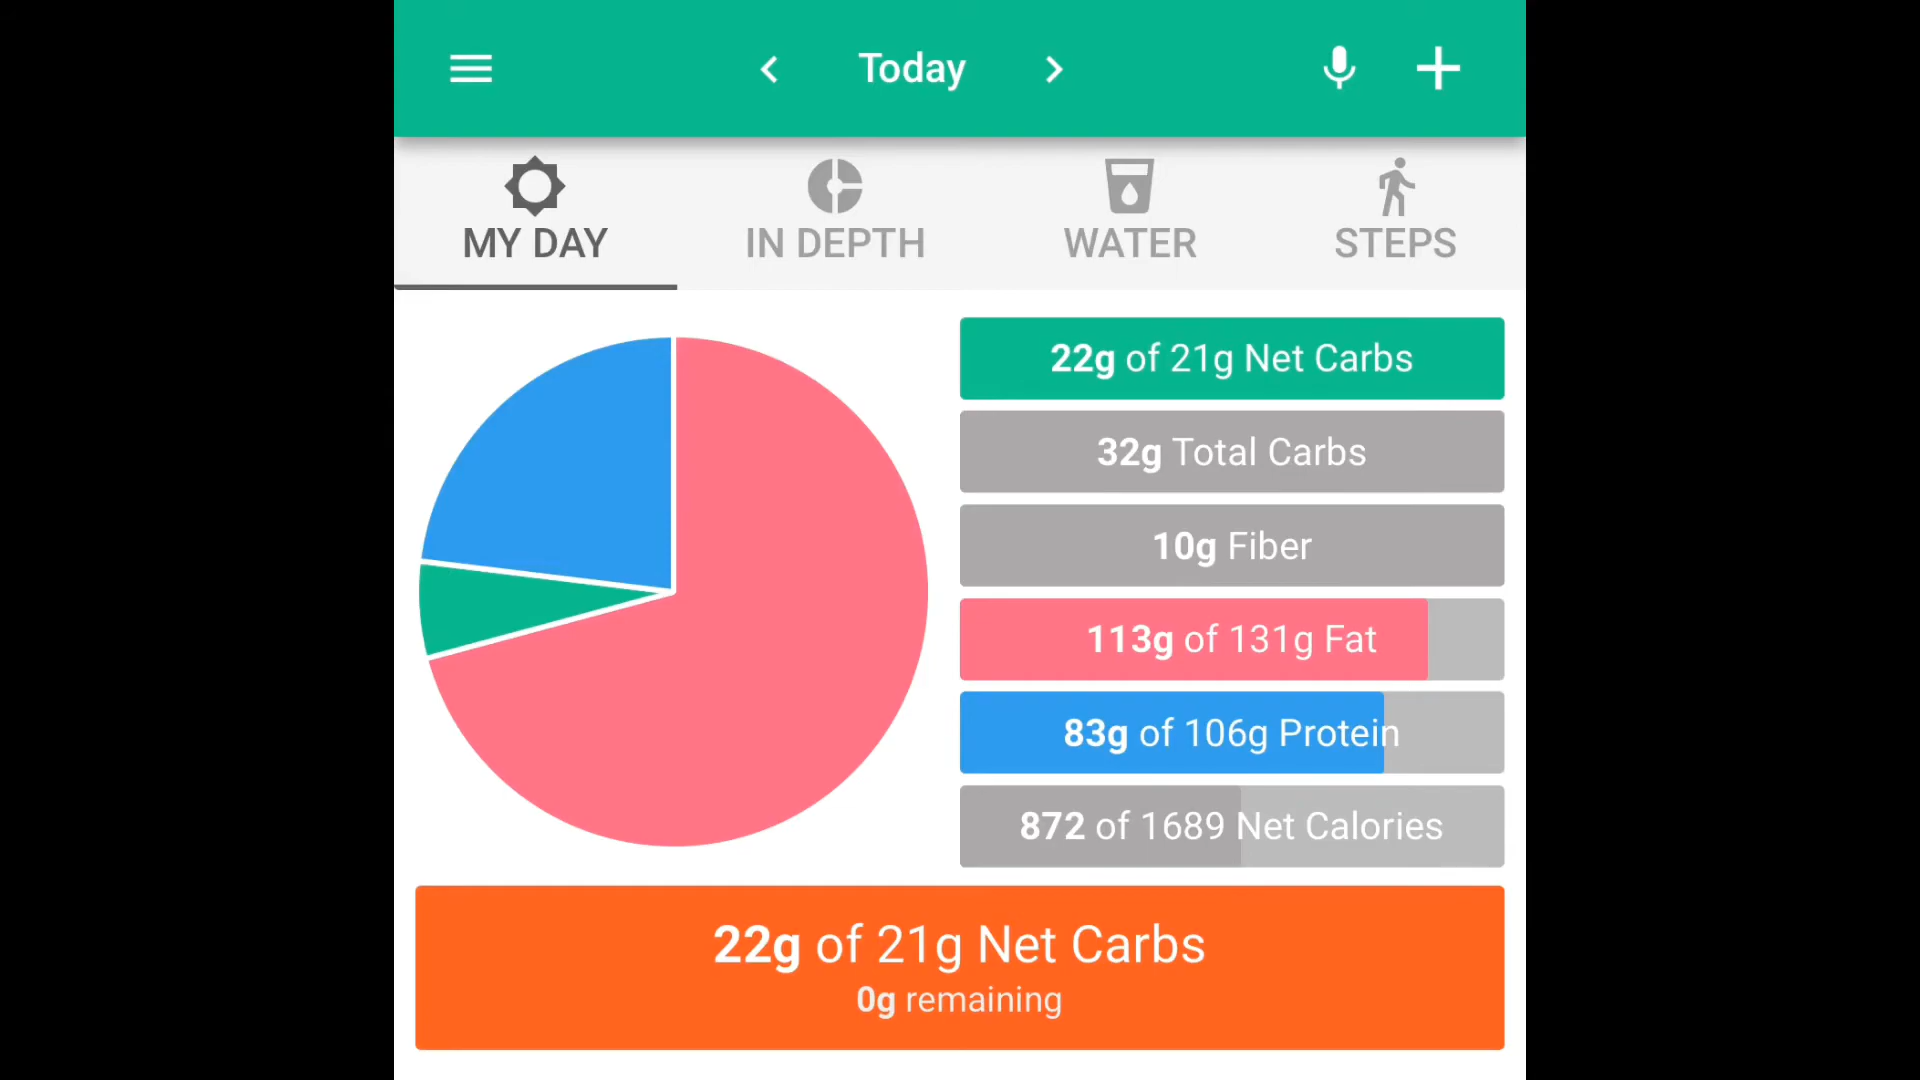 Today
MY DAY
IN DEPTH
WATER
STEPS
22g of 21g Net Carbs
32g Total Carbs
10g Fiber
113g of 131g Fat
83g of 106g Protein
872 of 1689 Net Calories
22g of 21g Net Carbs
0g remaining